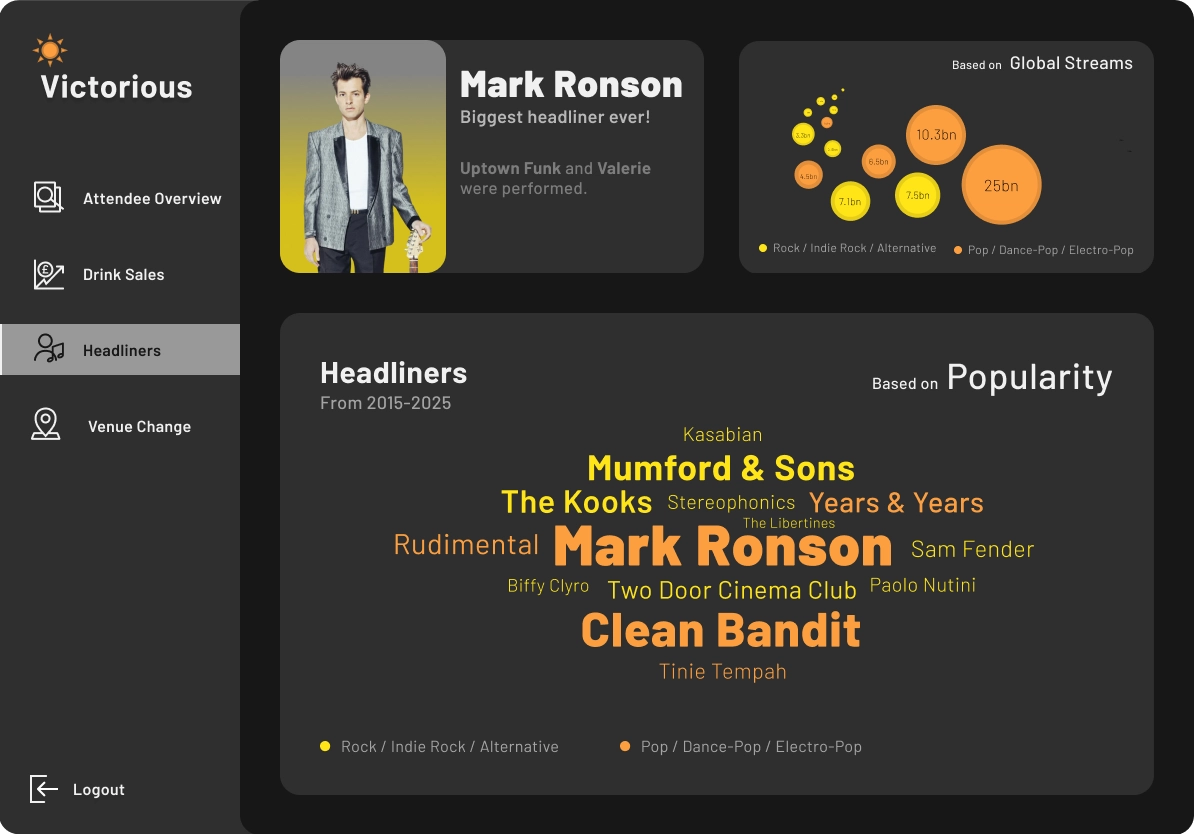 Victorious
Attendee Overview
Drink Sales
Headliners
Venue Change
Logout
Mark Ronson
Biggest headliner ever!
Uptown Funk and Valerie
were performed.
Based on Global Streams
10.3bn
3.3bn
6.5bn
4.5bn
25bn
7.5bn
7.1bn
Rock / Indie Rock / Alternative
Pop / Dance-Pop / Electro-Pop
Headliners
From 2015-2025
Based on Popularity
Kasabian
Mumford & Sons
The Kooks Stereophonics Years & Years
The Libertines
Rudimental Mark Ronson Sam Fender
Biffy Clyro Two Door Cinema Club Paolo Nutini
Clean Bandit
Tinie Tempah
Rock / Indie Rock / Alternative Pop / Dance-Pop / Electro-Pop